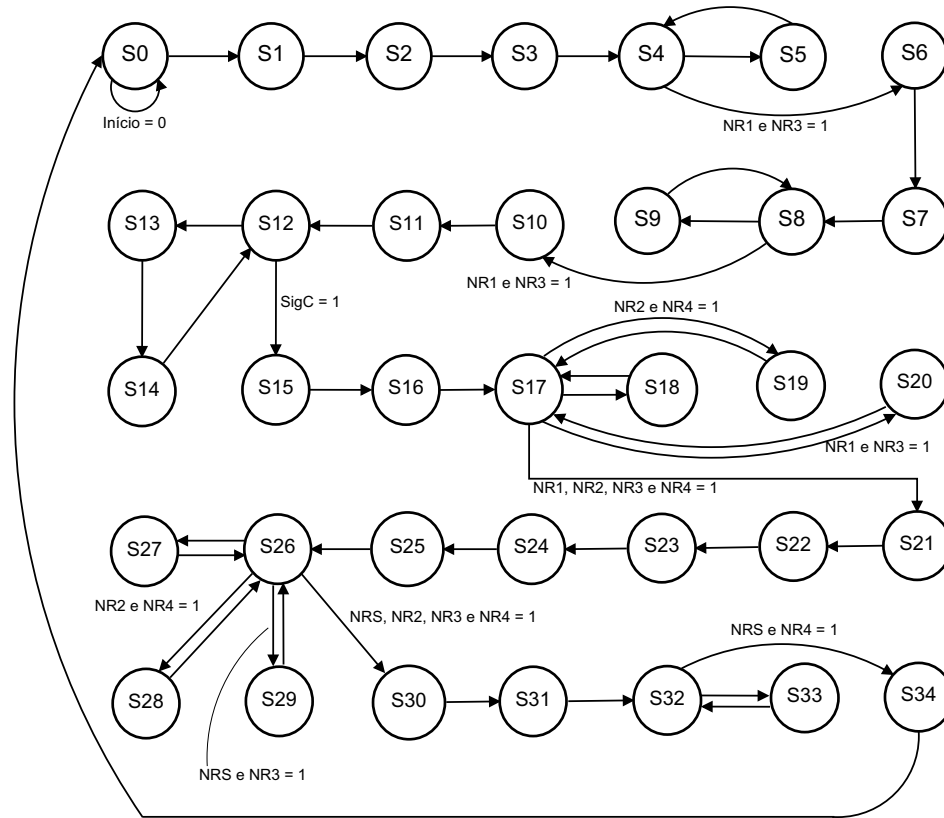 S0
S1
S2
S3
S4
S5
S6
Início = 0
NR1 e NR3 = 1
S13
S12
S11
S10
S9
S8
S7
NR1 e NR3 = 1
SigC = 1
NR2 e NR4 = 1
S14
S15
S16
S17
S18
S19
S20
NR1 e NR3 = 1
NR1, NR2, NR3 e NR4 = 1
S27
S26
S25
S24
S23
S22
S21
NR2 e NR4 = 1
NRS, NR2, NR3 e NR4 = 1
NRS e NR4 = 1
S28
S29
S30
S31
S32
S33
S34
NRS e NR3 = 1